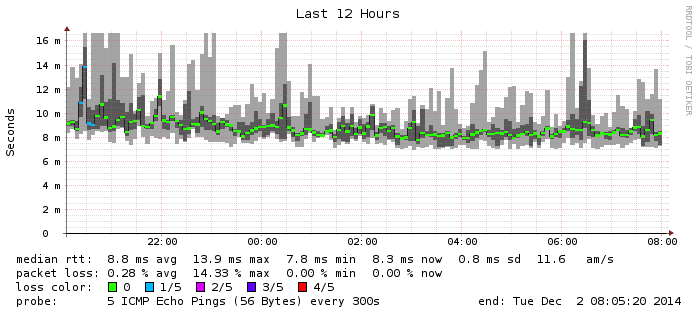 Last 12 Hours
RRDTOOL / TOBI OETIKER
Seconds
16 m
14 m
12 m
10 m
8 m
6 m
4 m
2 m
0
22:00 00:00 02:00 04:00 06:00 08:00
median rtt: 8.8 ms avg 13.9 ms max 7.8 ms min 8.3 ms now 0.8 ms sd 11.6 am/s
packet loss: 0.28 % avg 14.33 % max 0.00 % min 0.00 % now
loss color: 0 1/5 2/5 3/5 4/5
probe: 5 ICMP Echo Pings (56 Bytes) every 300s end: Tue Dec 2 08:05:20 2014